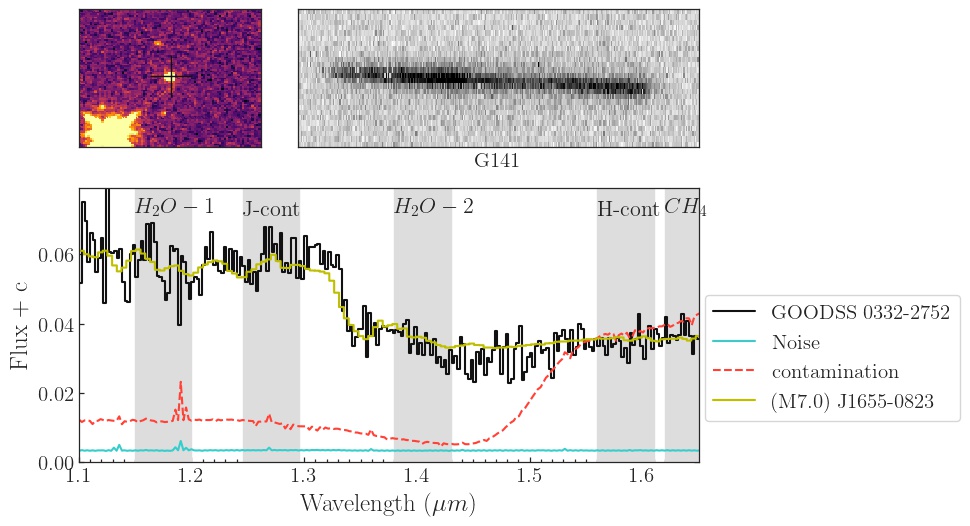 G141
H₂O − 1 J-cont H₂O − 2 H-cont CH₄
0.06
0.04
0.02
0.00
Flux + c
1.1 1.2 1.3 1.4 1.5 1.6
Wavelength (μm)
GOODSS 0332-2752
Noise
contamination
(M7.0) J1655-0823